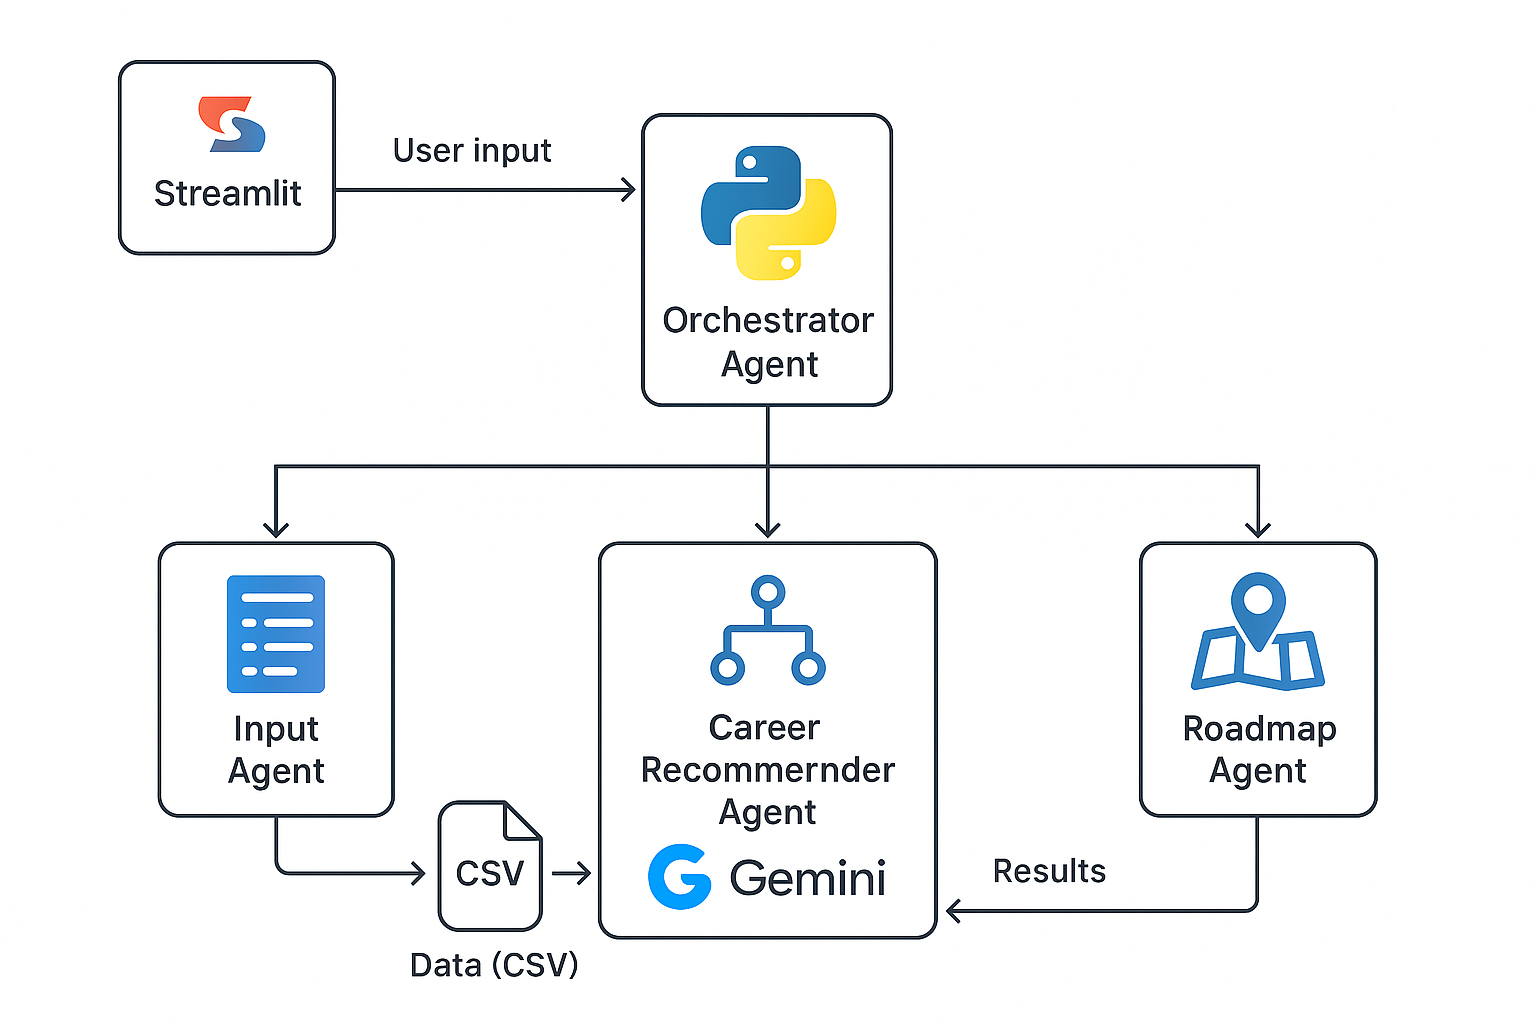 Streamlit
User input
Orchestrator
Agent
Input
Agent
CSV
Data (CSV)
Career
Recommernder
Agent
Gemini
Roadmap
Agent
Results